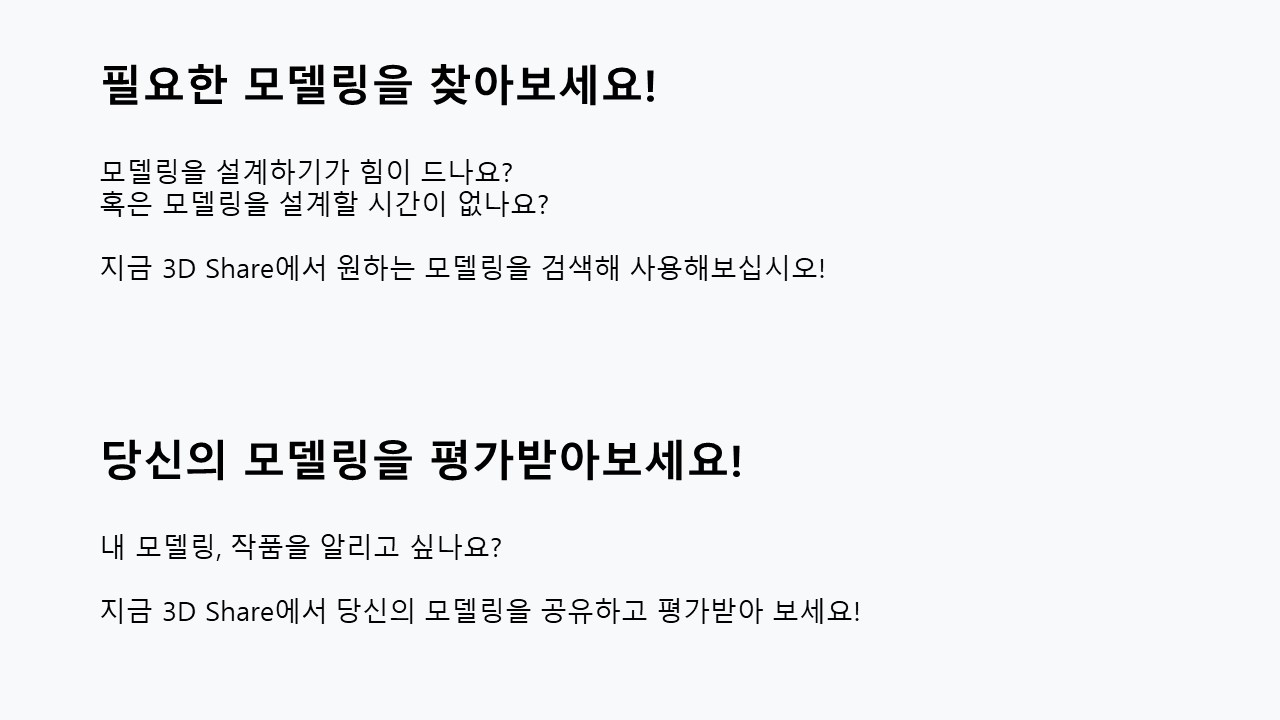 필요한 모델링을 찾아보세요!
모델링을 설계하기가 힘이 드나요?
혹은 모델링을 설계할 시간이 없나요?
지금 3D Share에서 원하는 모델링을 검색해 사용해보십시오!
당신의 모델링을 평가받아보세요!
내 모델링, 작품을 알리고 싶나요?
지금 3D Share에서 당신의 모델링을 공유하고 평가받아 보세요!